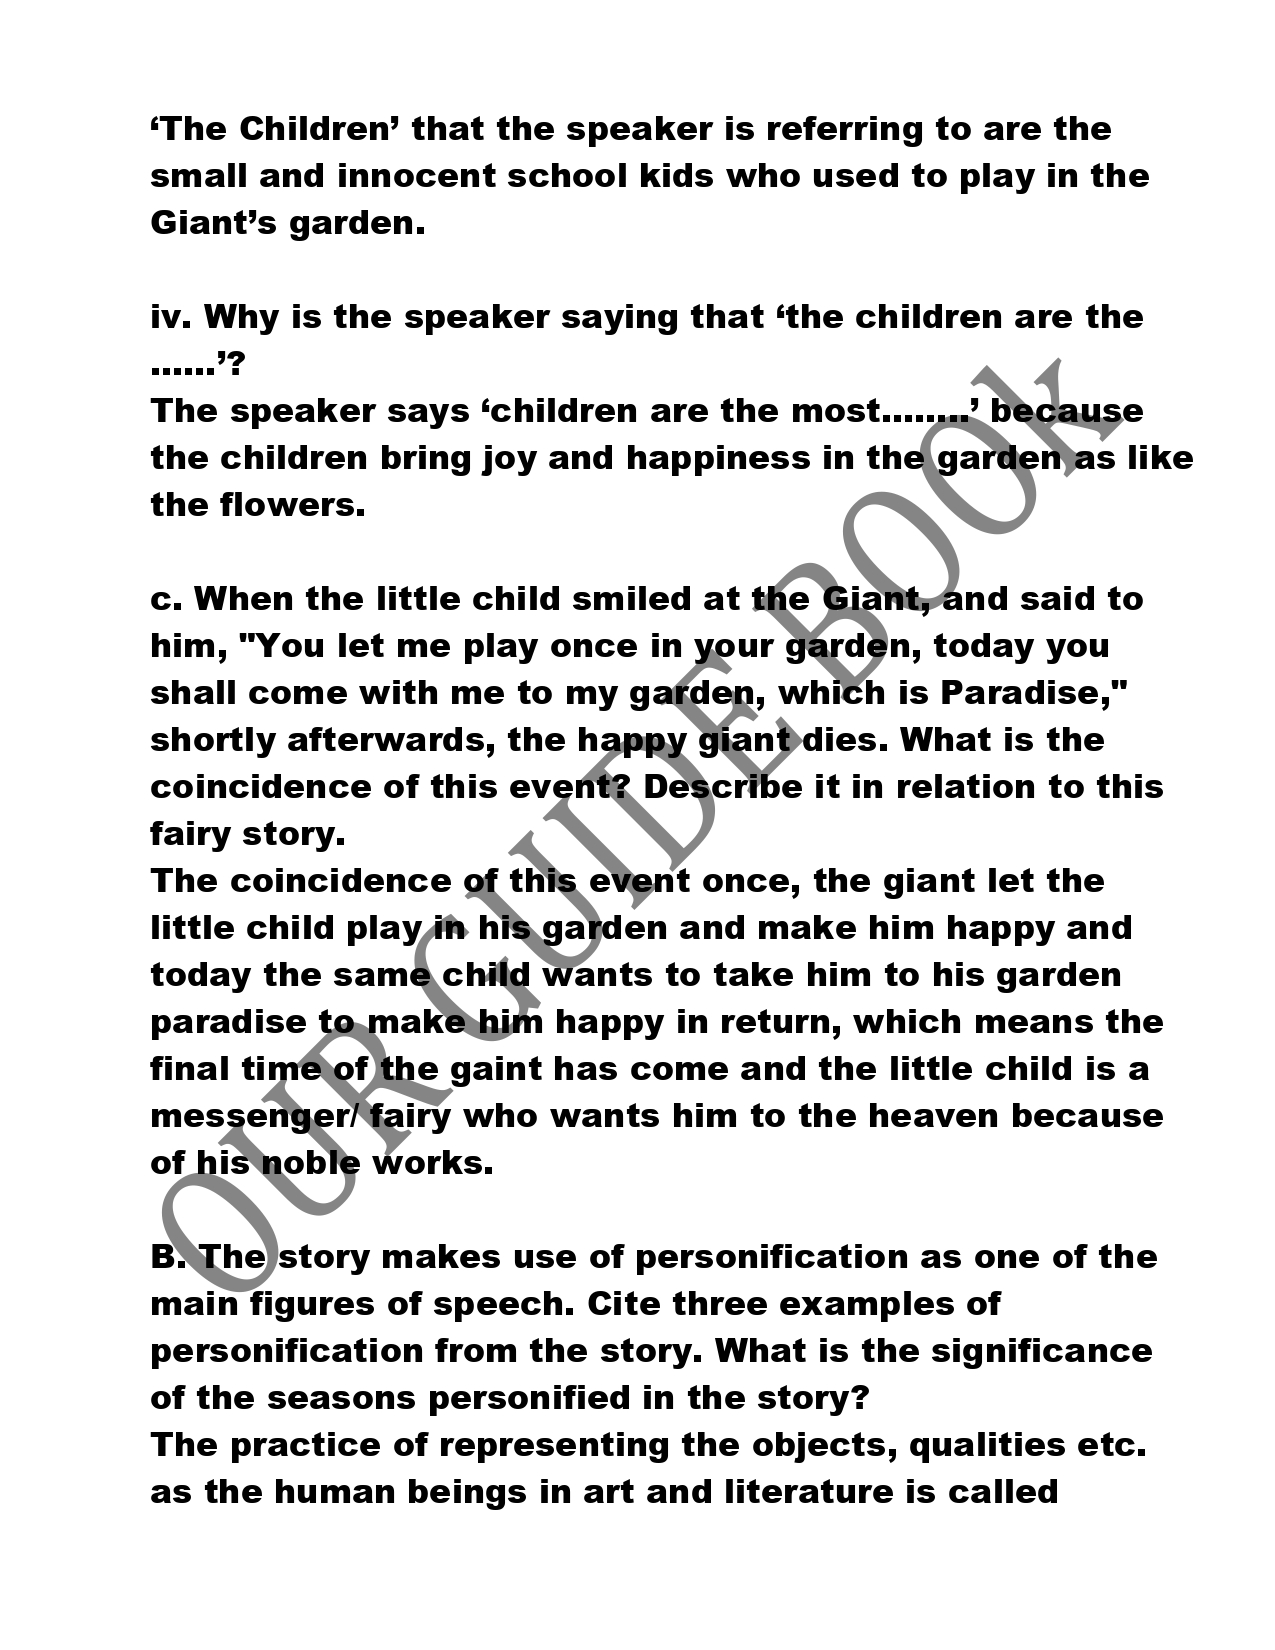 ‘The Children’ that the speaker is referring to are the
small and innocent school kids who used to play in the
Giant’s garden.
iv. Why is the speaker saying that ‘the children are the
……’?
The speaker says ‘children are the most……..’ because
the children bring joy and happiness in the garden as like
the flowers.
c. When the little child smiled at the Giant, and said to
him, "You let me play once in your garden, today you
shall come with me to my garden, which is Paradise,"
shortly afterwards, the happy giant dies. What is the
coincidence of this event? Describe it in relation to this
fairy story.
The coincidence of this event once, the giant let the
little child play in his garden and make him happy and
today the same child wants to take him to his garden
paradise to make him happy in return, which means the
final time of the gaint has come and the little child is a
messenger/ fairy who wants him to the heaven because
of his noble works.
B. The story makes use of personification as one of the
main figures of speech. Cite three examples of
personification from the story. What is the significance
of the seasons personified in the story?
The practice of representing the objects, qualities etc.
as the human beings in art and literature is called
OUR GUIDE BOOk